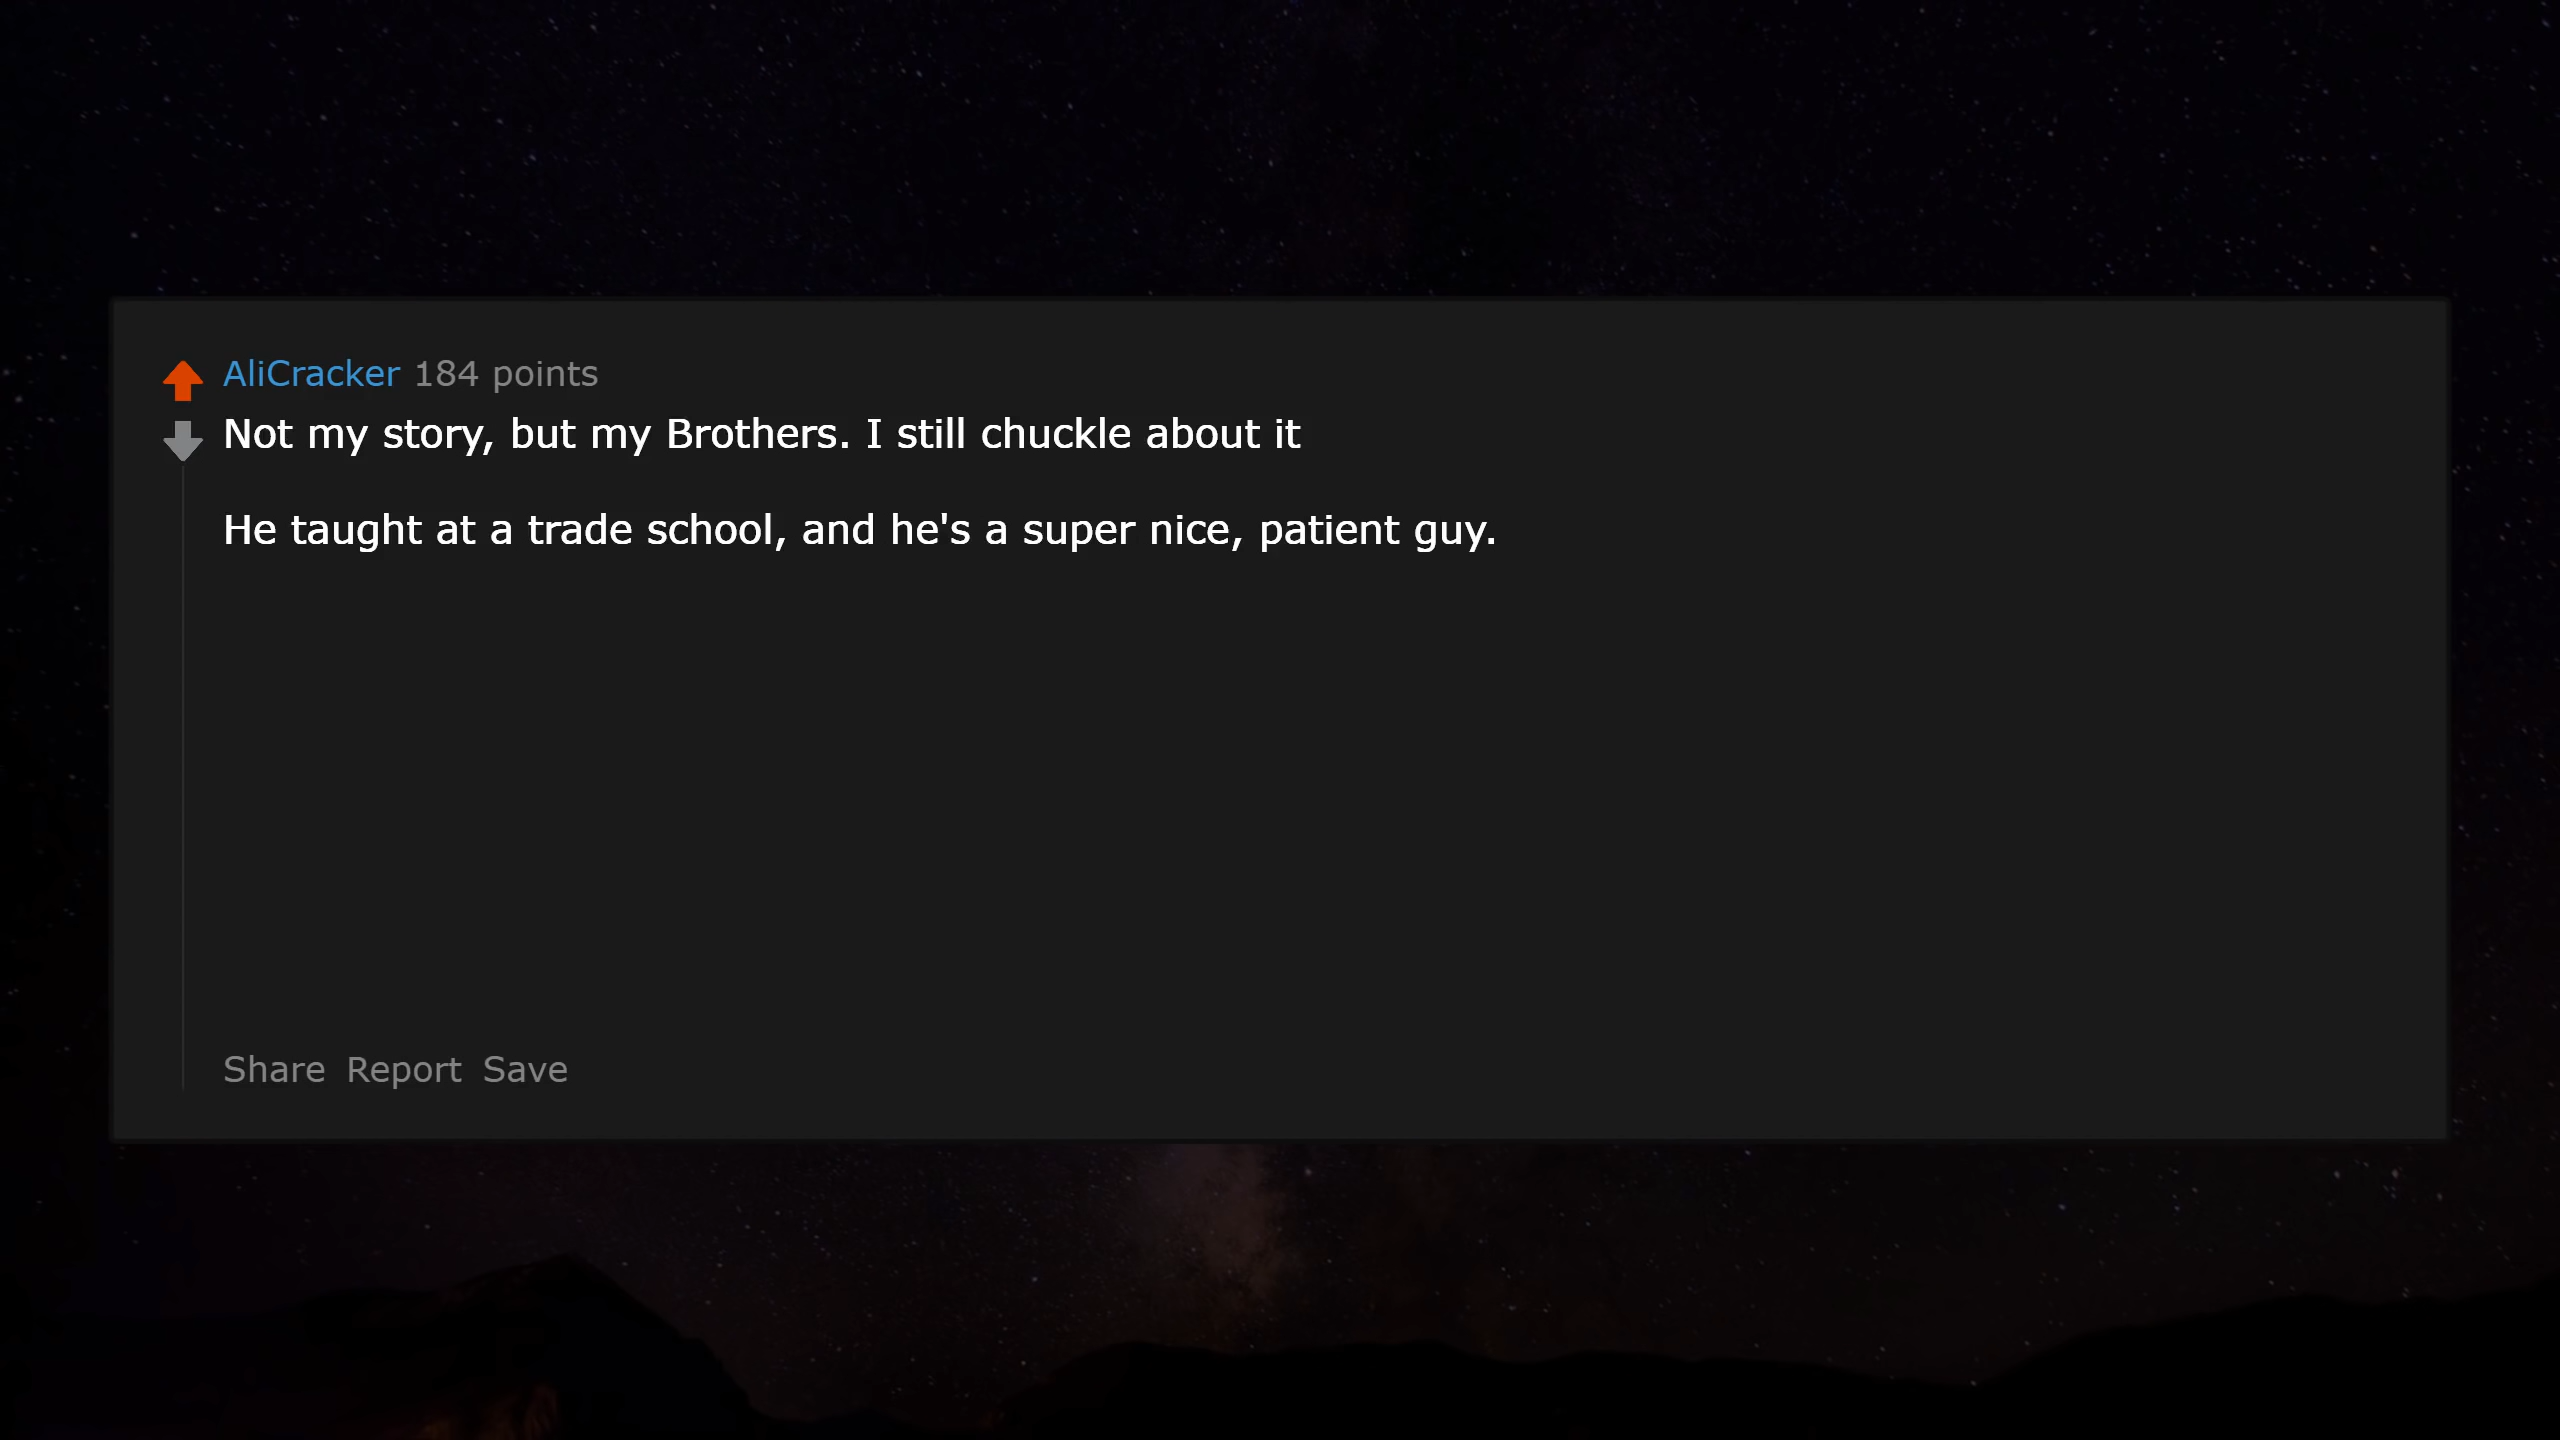 AliCracker 184 points
Not my story, but my Brothers. I still chuckle about it
He taught at a trade school, and he's a super nice, patient guy.
Share Report Save